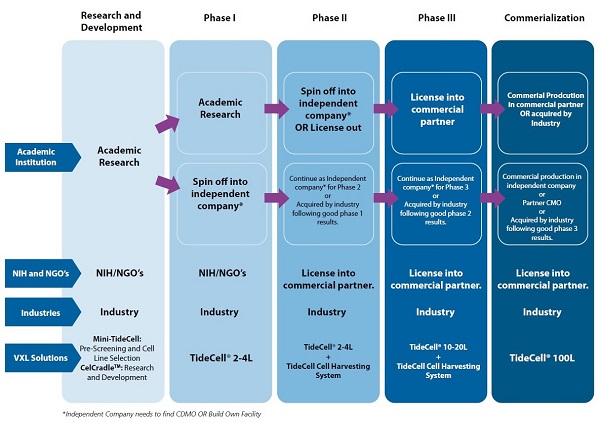 Research and
Development
Phase I
Phase II
Phase III
Commerialization
Academic
Institution
Academic
Research
Academic
Research
Spin off into
independent
company*
OR License out
License into
commercial
partner
Commerial Prodcution
In commercial partner
OR acquired by
Industry
Spin off into
independent
company*
Continue as Independent
company* for Phase 2
or
Acquired by industry
following good phase 1
results.
Continue as Independent
company* for Phase 3
or
Acquired by industry
following good phase 2
results.
Commercial production in
independent company
or
Partner CMO
or
Acquired by industry
following good phase 3
results.
NIH and NGO's
NIH/NGO's
NIH/NGO's
License into
commercial partner.
License into
commercial partner.
License into
commercial partner.
Industries
Industry
Industry
Industry
Industry
Industry
VXL Solutions
Mini-TideCell:
Pre-Screening and Cell
Line Selection
CelCradle™: Research
and Development
TideCell® 2-4L
TideCell® 2-4L
+
TideCell Cell Harvesting
System
TideCell® 10-20L
+
TideCell Cell Harvesting
System
TideCell® 100L
*Independent Company needs to find CDMO OR Build Own Facility